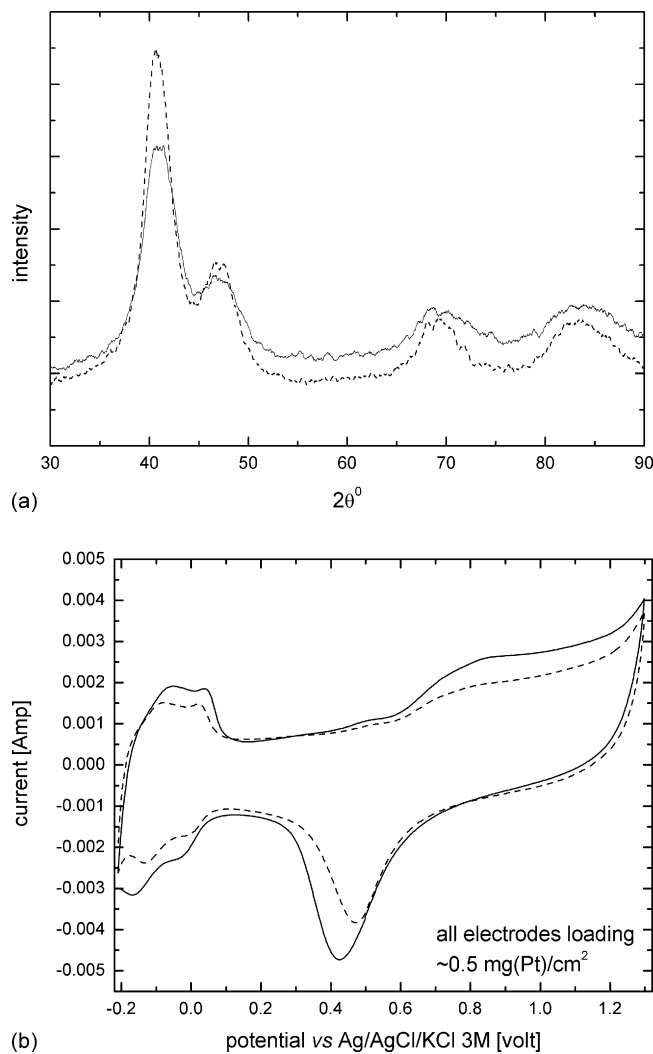 intensity
30 40 50 60 70 80 90
2θ⁰
(a)
0.005
0.004
0.003
0.002
0.001
0.000
-0.001
-0.002
-0.003
-0.004
-0.005
current [Amp]
all electrodes loading
~0.5 mg(Pt)/cm²
-0.2 0.0 0.2 0.4 0.6 0.8 1.0 1.2
(b)
potential vs Ag/AgCl/KCl 3M [volt]